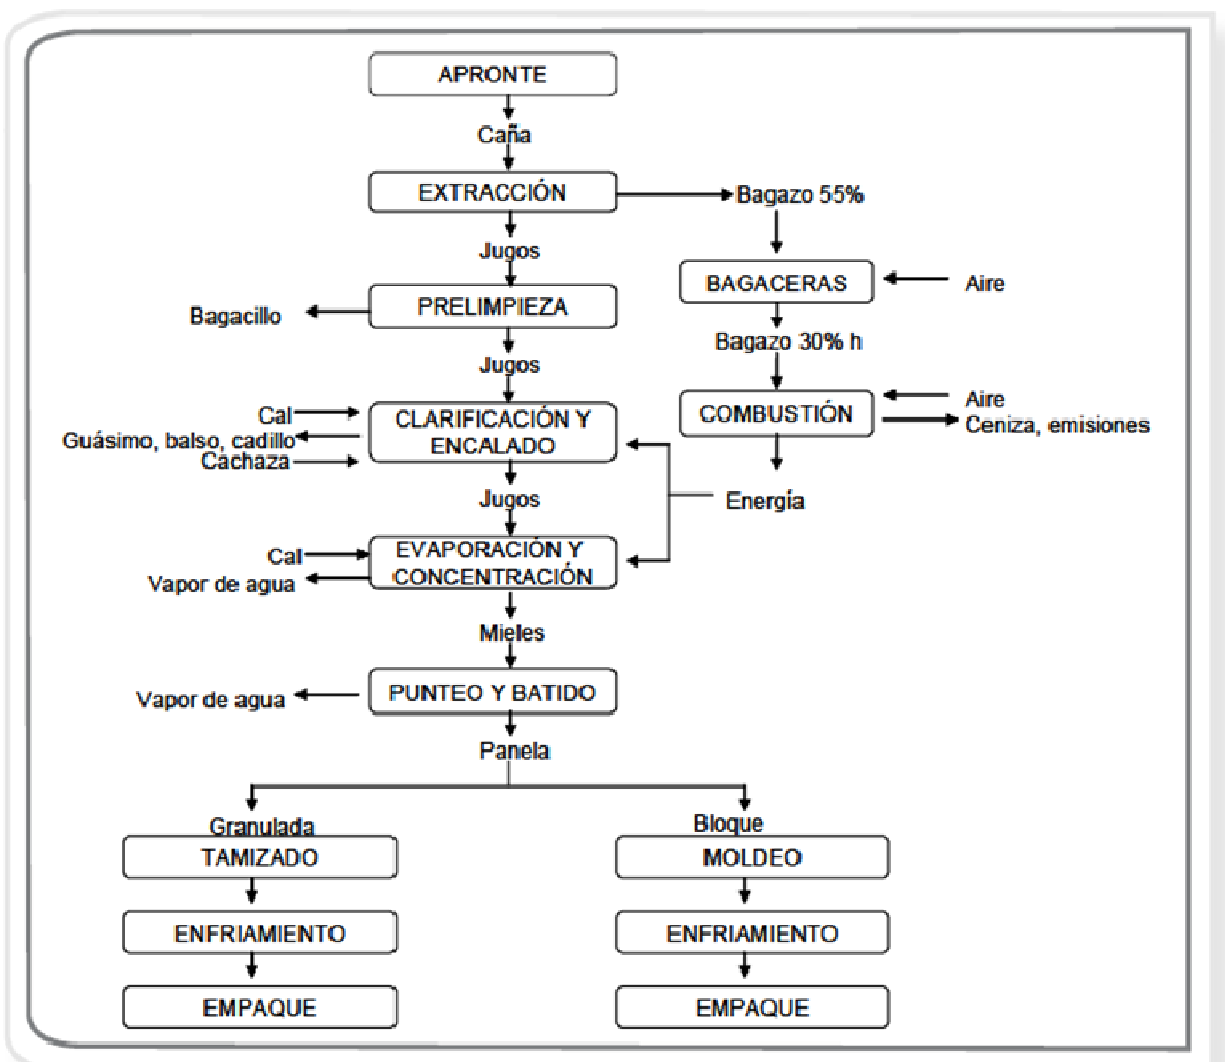 APRONTE
Caña
EXTRACCIÓN
Bagazo 55%
Jugos
BAGACERAS
Aire
PRELIMPIEZA
Bagacillo
Bagazo 30% h
Jugos
Aire
COMBUSTIÓN
Ceniza, emisiones
Cal
CLARIFICACIÓN Y
ENCALADO
Guásimo, balso, cadillo
Cachaza
Jugos
Energía
Cal
EVAPORACIÓN Y
CONCENTRACIÓN
Vapor de agua
Mieles
PUNTEO Y BATIDO
Vapor de agua
Panela
Granulada
Bloque
TAMIZADO
MOLDEO
ENFRIAMIENTO
ENFRIAMIENTO
EMPAQUE
EMPAQUE